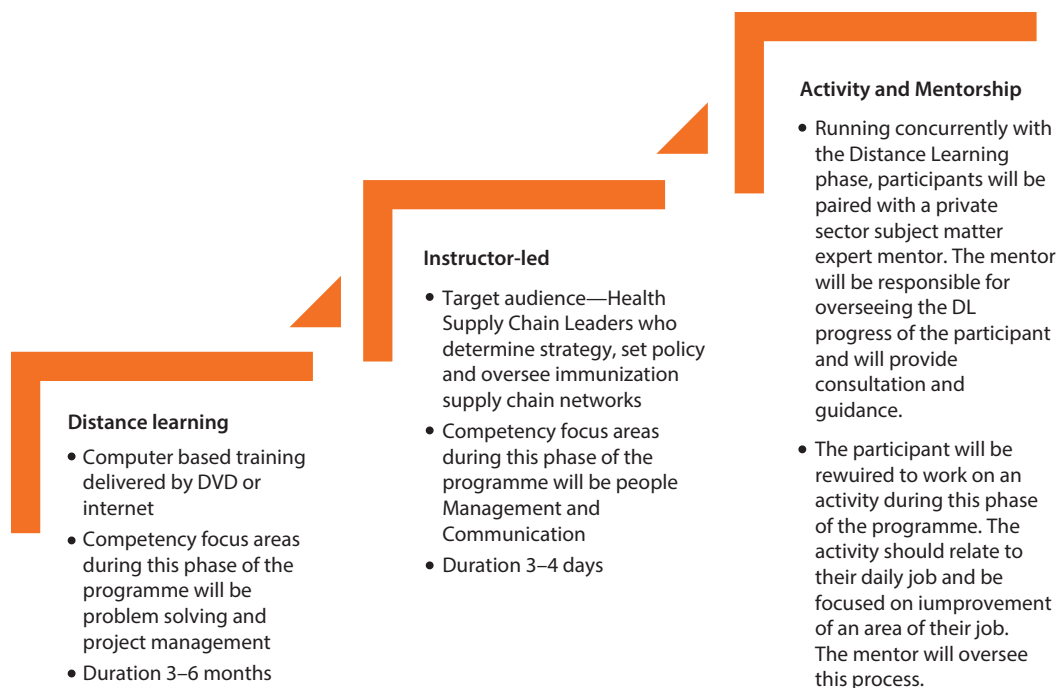 Distance learning
• Computer based training
delivered by DVD or
internet
• Competency focus areas
during this phase of the
programme will be
problem solving and
project management
• Duration 3–6 months
Instructor-led
• Target audience—Health
Supply Chain Leaders who
determine strategy, set policy
and oversee immunization
supply chain networks
• Competency focus areas
during this phase of the
programme will be people
Management and
Communication
• Duration 3–4 days
Activity and Mentorship
• Running concurrently with
the Distance Learning
phase, participants will be
paired with a private
sector subject matter
expert mentor. The mentor
will be responsible for
overseeing the DL
progress of the participant
and will provide
consultation and
guidance.
• The participant will be
rewuired to work on an
activity during this phase
of the programme. The
activity should relate to
their daily job and be
focused on iumprovement
of an area of their job.
The mentor will oversee
this process.